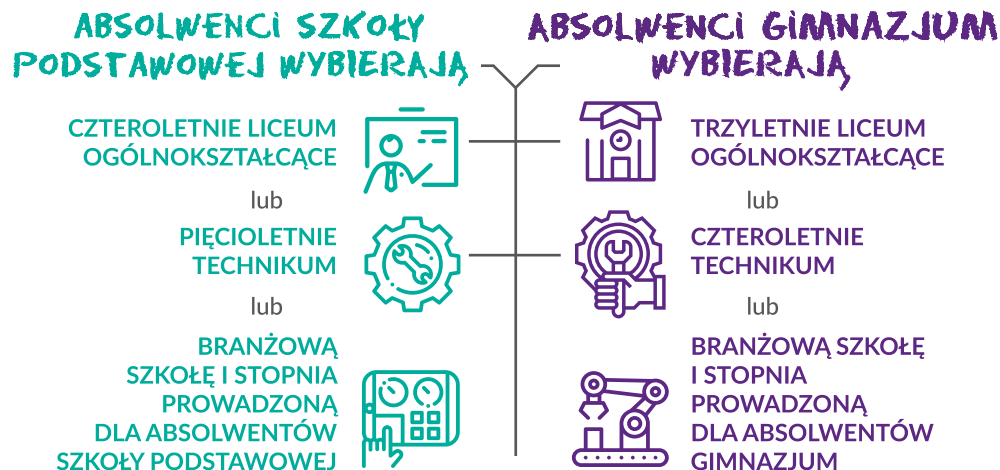 ABSOLWENCI SZKOŁY
PODSTAWOWEJ WYBIERAJĄ
CZTEROLETNIE LICEUM
OGÓLNOKSZTAŁCĄCE
lub
PIĘCIOLETNIE
TECHNIKUM
lub
BRANŻOWĄ
SZKOŁĘ I STOPNIA
PROWADZONĄ
DLA ABSOLWENTÓW
SZKOŁY PODSTAWOWEJ
ABSOLWENCI GIMNAZJUM
WYBIERAJĄ
TRZYLETNIE LICEUM
OGÓLNOKSZTAŁCĄCE
lub
CZTEROLETNIE
TECHNIKUM
lub
BRANŻOWĄ SZKOŁĘ
I STOPNIA
PROWADZONĄ
DLA ABSOLWENTÓW
GIMNAZJUM